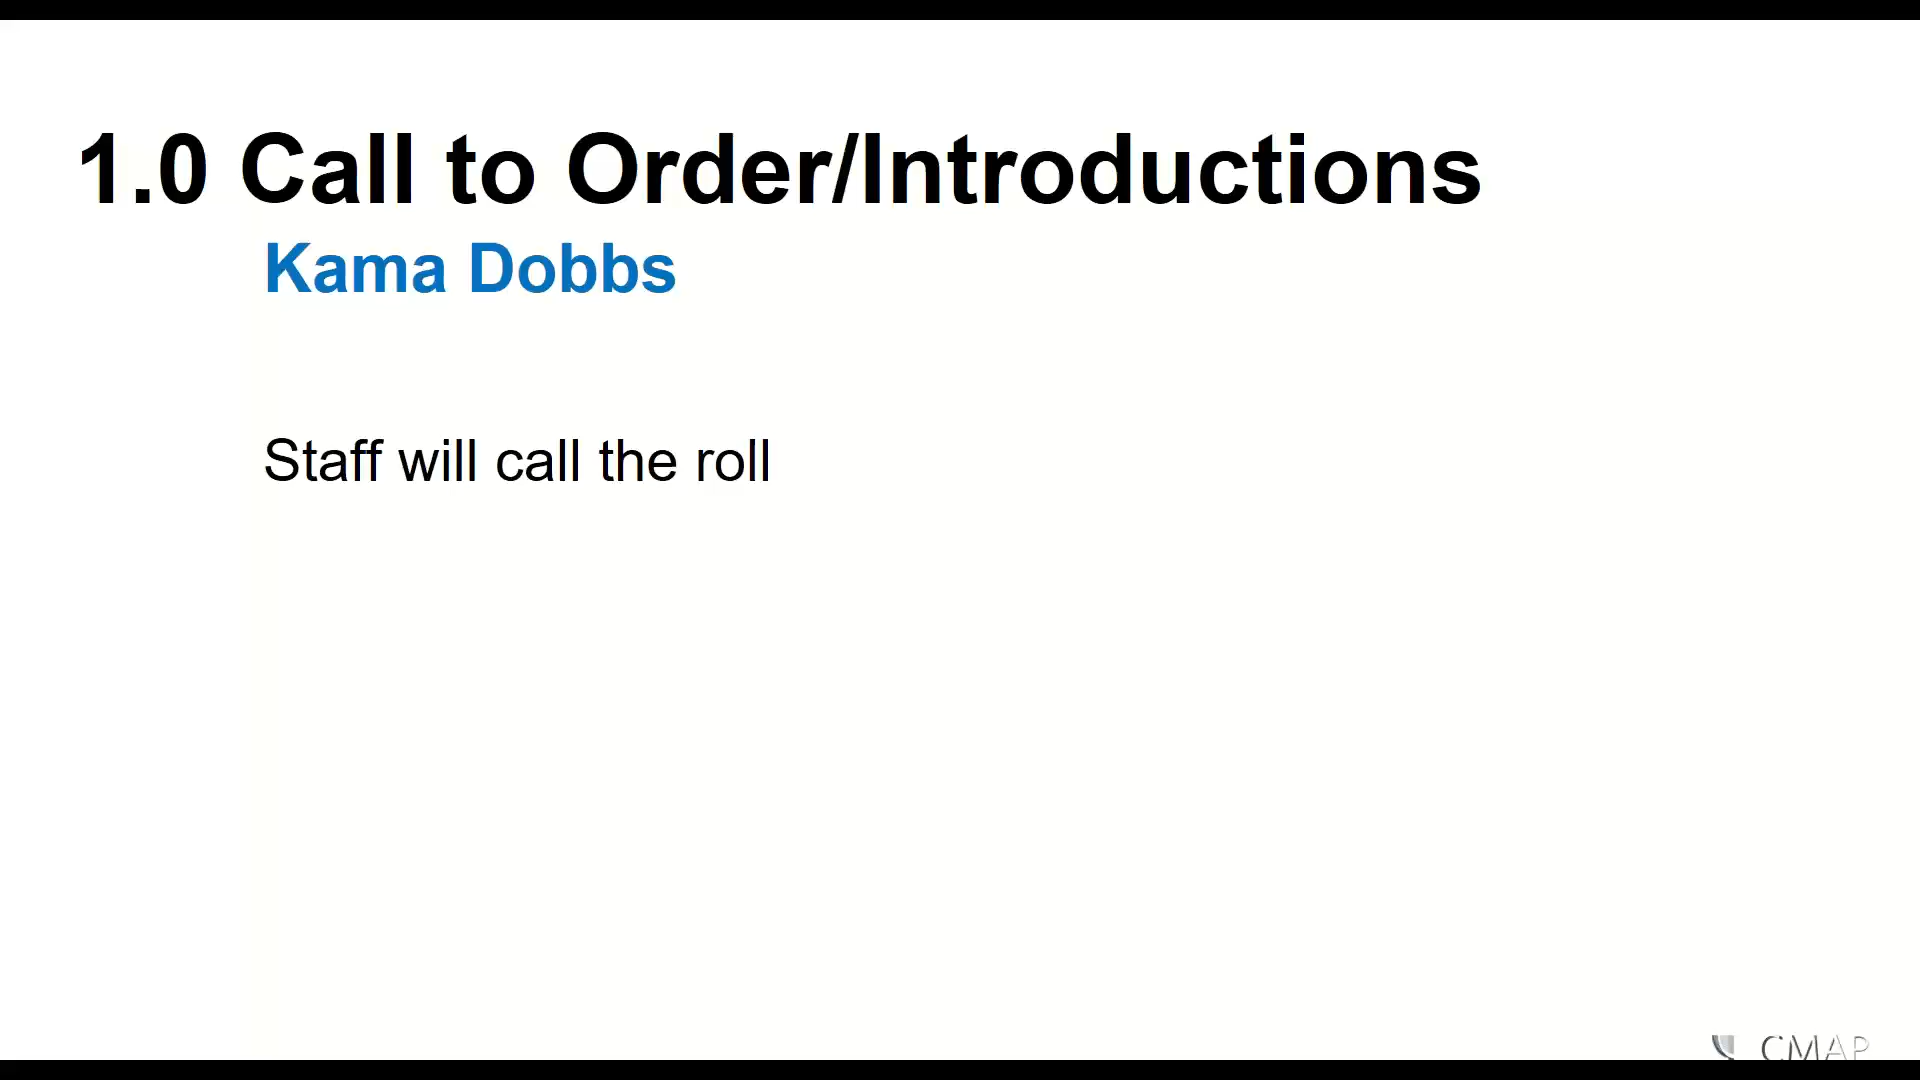 1.0 Call to Order/Introductions
Kama Dobbs
Staff will call the roll
CMAP